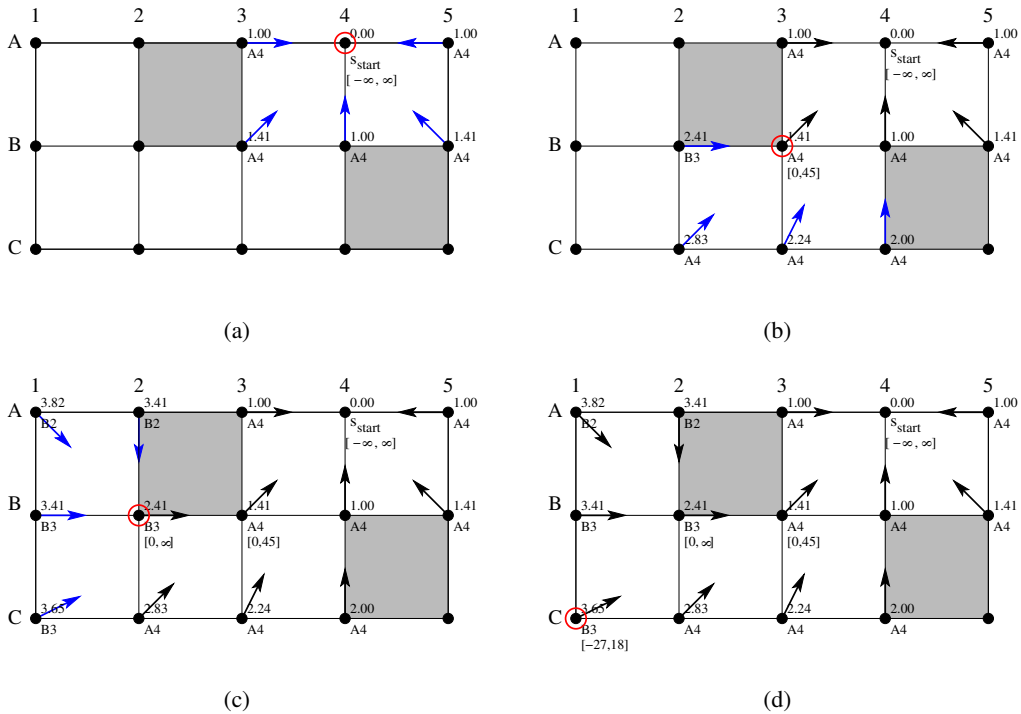 1 2 3 4 5
A 1.00 0.00 1.00
A4 s_start A4
[ -∞, ∞]
B 1.41 1.00 1.41
A4 A4 A4
C
(a)
1 2 3 4 5
A 1.00 0.00 1.00
A4 s_start A4
[ -∞, ∞]
B 2.41 1.41 1.00 1.41
B3 A4 A4 A4
[0,45]
C 2.83 2.24 2.00
A4 A4 A4
(b)
1 2 3 4 5
A 3.82 3.41 1.00 0.00 1.00
B2 B2 A4 s_start A4
[ -∞, ∞]
B 3.41 2.41 1.41 1.00 1.41
B3 B3 A4 A4 A4
[0,∞] [0,45]
C 3.65 2.83 2.24 2.00
B3 A4 A4 A4
(c)
1 2 3 4 5
A 3.82 3.41 1.00 0.00 1.00
B2 B2 A4 s_start A4
[ -∞, ∞]
B 3.41 2.41 1.41 1.00 1.41
B3 B3 A4 A4 A4
[0,∞] [0,45]
C 3.65 2.83 2.24 2.00
B3 A4 A4 A4
[-27,18]
(d)